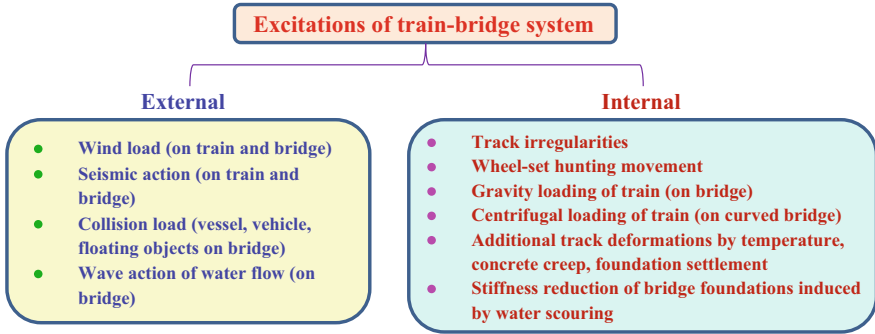 Excitations of train-bridge system
External
Wind load (on train and bridge)
Seismic action (on train and
bridge)
Collision load (vessel, vehicle,
floating objects on bridge)
Wave action of water flow (on
bridge)
Internal
Track irregularities
Wheel-set hunting movement
Gravity loading of train (on bridge)
Centrifugal loading of train (on curved bridge)
Additional track deformations by temperature,
concrete creep, foundation settlement
Stiffness reduction of bridge foundations induced
by water scouring